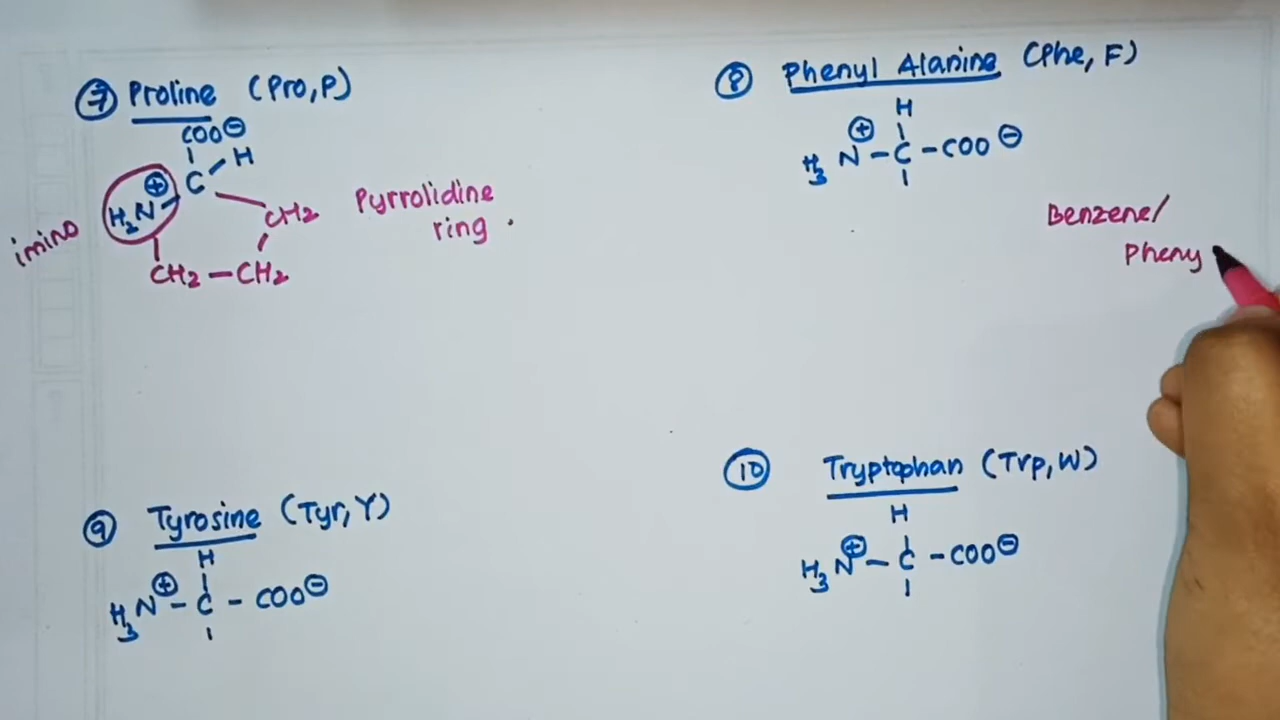 ⑦ Proline (Pro,P)
COO⊖
H
⊕
H₂N
C
imino
CH₂
CH₂ – CH₂
Pyrrolidine
ring .
⑧ Phenyl Alanine (Phe, F)
H
⊕
H₃N – C – COO⊖
Benzene/
Pheny
⑨ Tyrosine (Tyr, Y)
H
⊕
H₃N – C – COO⊖
⑩ Tryptophan (Trp, W)
H
⊕
H₃N – C – COO⊖